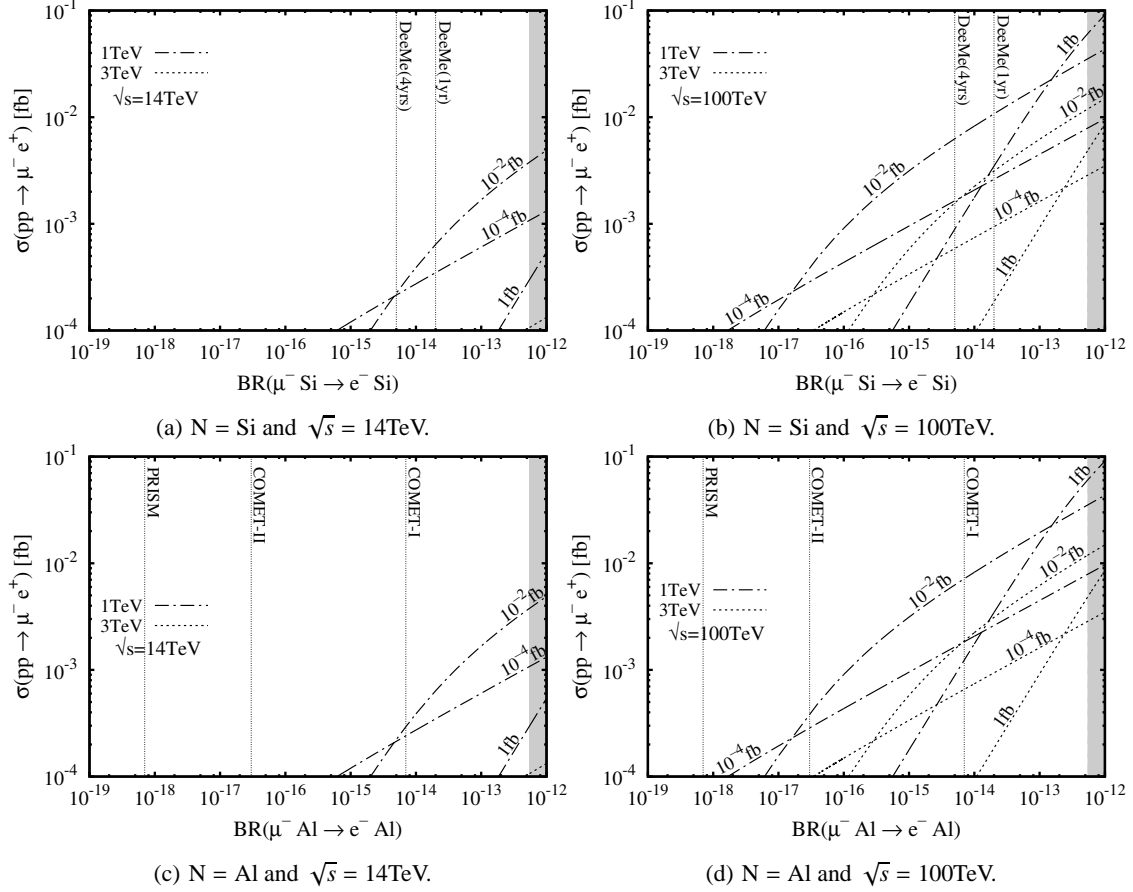 10⁻¹
10⁻²
10⁻³
10⁻⁴
σ(pp → μ⁻ e⁺) [fb]
1TeV
3TeV
√s=14TeV
DeeMe(4yrs)
DeeMe(1yr)
10⁻² fb
10⁻⁴ fb
1fb
10⁻¹⁹ 10⁻¹⁸ 10⁻¹⁷ 10⁻¹⁶ 10⁻¹⁵ 10⁻¹⁴ 10⁻¹³ 10⁻¹²
BR(μ⁻ Si → e⁻ Si)
(a) N = Si and √s = 14TeV.
10⁻¹
10⁻²
10⁻³
10⁻⁴
σ(pp → μ⁻ e⁺) [fb]
1TeV
3TeV
√s=100TeV
DeeMe(4yrs)
DeeMe(1yr)
1fb
10⁻² fb
10⁻² fb
10⁻⁴ fb
10⁻⁴ fb
1fb
10⁻¹⁹ 10⁻¹⁸ 10⁻¹⁷ 10⁻¹⁶ 10⁻¹⁵ 10⁻¹⁴ 10⁻¹³ 10⁻¹²
BR(μ⁻ Si → e⁻ Si)
(b) N = Si and √s = 100TeV.
10⁻¹
10⁻²
10⁻³
10⁻⁴
σ(pp → μ⁻ e⁺) [fb]
PRISM
COMET-II
COMET-I
1TeV
3TeV
√s=14TeV
10⁻² fb
10⁻⁴ fb
1fb
10⁻¹⁹ 10⁻¹⁸ 10⁻¹⁷ 10⁻¹⁶ 10⁻¹⁵ 10⁻¹⁴ 10⁻¹³ 10⁻¹²
BR(μ⁻ Al → e⁻ Al)
(c) N = Al and √s = 14TeV.
10⁻¹
10⁻²
10⁻³
10⁻⁴
σ(pp → μ⁻ e⁺) [fb]
PRISM
COMET-II
COMET-I
1TeV
3TeV
√s=100TeV
1fb
10⁻² fb
10⁻² fb
10⁻⁴ fb
10⁻⁴ fb
1fb
10⁻¹⁹ 10⁻¹⁸ 10⁻¹⁷ 10⁻¹⁶ 10⁻¹⁵ 10⁻¹⁴ 10⁻¹³ 10⁻¹²
BR(μ⁻ Al → e⁻ Al)
(d) N = Al and √s = 100TeV.